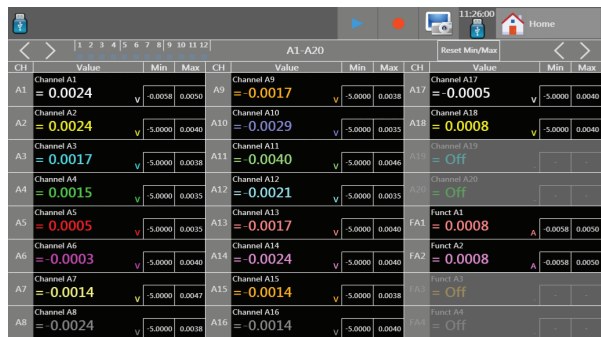 11:26:00
Home
1 2 3 4 5 6 7 8 9 10 11 12
A1-A20
Reset Min/Max
CH Value Min Max CH Value Min Max CH Value Min Max
A1 Channel A1 = 0.0024 V -0.0058 0.0050
A2 Channel A2 = 0.0024 V -5.0000 0.0040
A3 Channel A3 = 0.0017 V -5.0000 0.0038
A4 Channel A4 = 0.0015 V -5.0000 0.0035
A5 Channel A5 = 0.0005 V -5.0000 0.0035
A6 Channel A6 =-0.0003 V -5.0000 0.0040
A7 Channel A7 =-0.0014 V -5.0000 0.0047
A8 Channel A8 =-0.0024 V -5.0000 0.0038
A9 Channel A9 =-0.0017 V -5.0000 0.0038
A10 Channel A10 =-0.0029 V -5.0000 0.0035
A11 Channel A11 =-0.0040 V -5.0000 0.0046
A12 Channel A12 =-0.0021 V -5.0000 0.0035
A13 Channel A13 =-0.0017 V -5.0000 0.0040
A14 Channel A14 =-0.0024 V -5.0000 0.0040
A15 Channel A15 =-0.0014 V -5.0000 0.0038
A16 Channel A16 =-0.0014 V -5.0000 0.0040
A17 Channel A17 =-0.0005 V -5.0000 0.0040
A18 Channel A18 = 0.0008 V -5.0000 0.0040
A19 Channel A19 = Off - -
A20 Channel A20 = Off - -
FA1 Funct A1 = 0.0008 A -0.0058 0.0050
FA2 Funct A2 = 0.0008 A -0.0058 0.0050
FA3 Funct A3 = Off - -
FA4 Funct A4 = Off - -